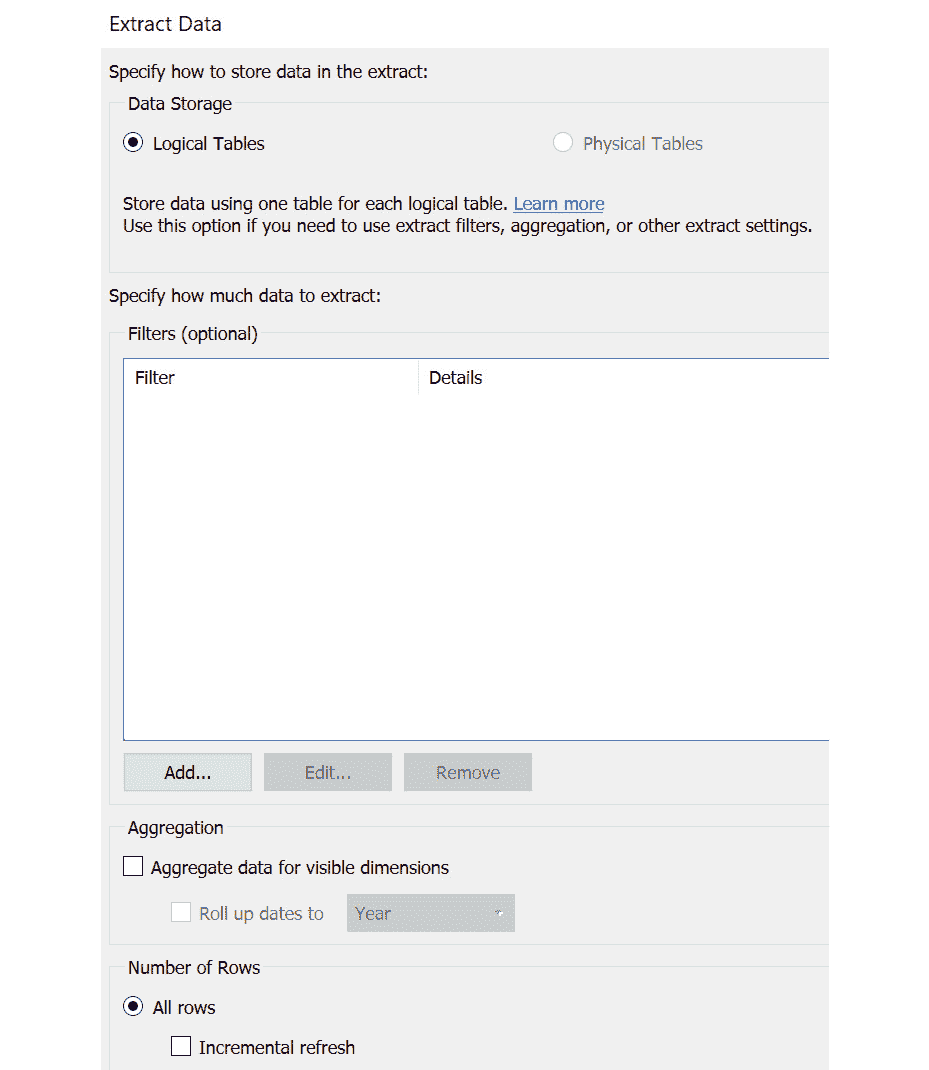 Extract Data
Specify how to store data in the extract:
Data Storage
Logical Tables
Physical Tables
Store data using one table for each logical table. Learn more
Use this option if you need to use extract filters, aggregation, or other extract settings.
Specify how much data to extract:
Filters (optional)
Filter
Details
Add...
Edit...
Remove
Aggregation
Aggregate data for visible dimensions
Roll up dates to
Year
Number of Rows
All rows
Incremental refresh